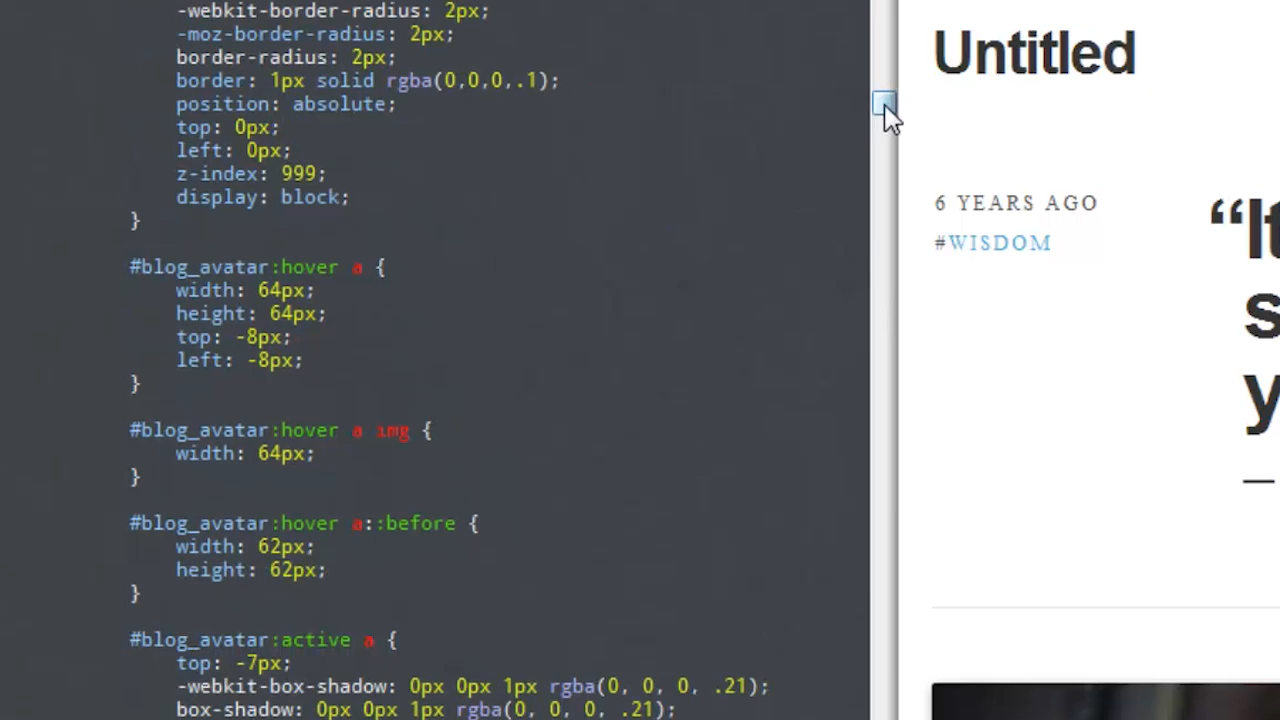 -webkit-border-radius: 2px;
-moz-border-radius: 2px;
border-radius: 2px;
border: 1px solid rgba(0,0,0,.1);
position: absolute;
top: 0px;
left: 0px;
z-index: 999;
display: block;
}
#blog_avatar:hover a {
width: 64px;
height: 64px;
top: -8px;
left: -8px;
}
#blog_avatar:hover a img {
width: 64px;
}
#blog_avatar:hover a::before {
width: 62px;
height: 62px;
}
#blog_avatar:active a {
top: -7px;
-webkit-box-shadow: 0px 0px 1px rgba(0, 0, 0, .21);
box-shadow: 0px 0px 1px rgba(0, 0, 0, .21);
Untitled
6 YEARS AGO
#WISDOM
“It
s
y
—